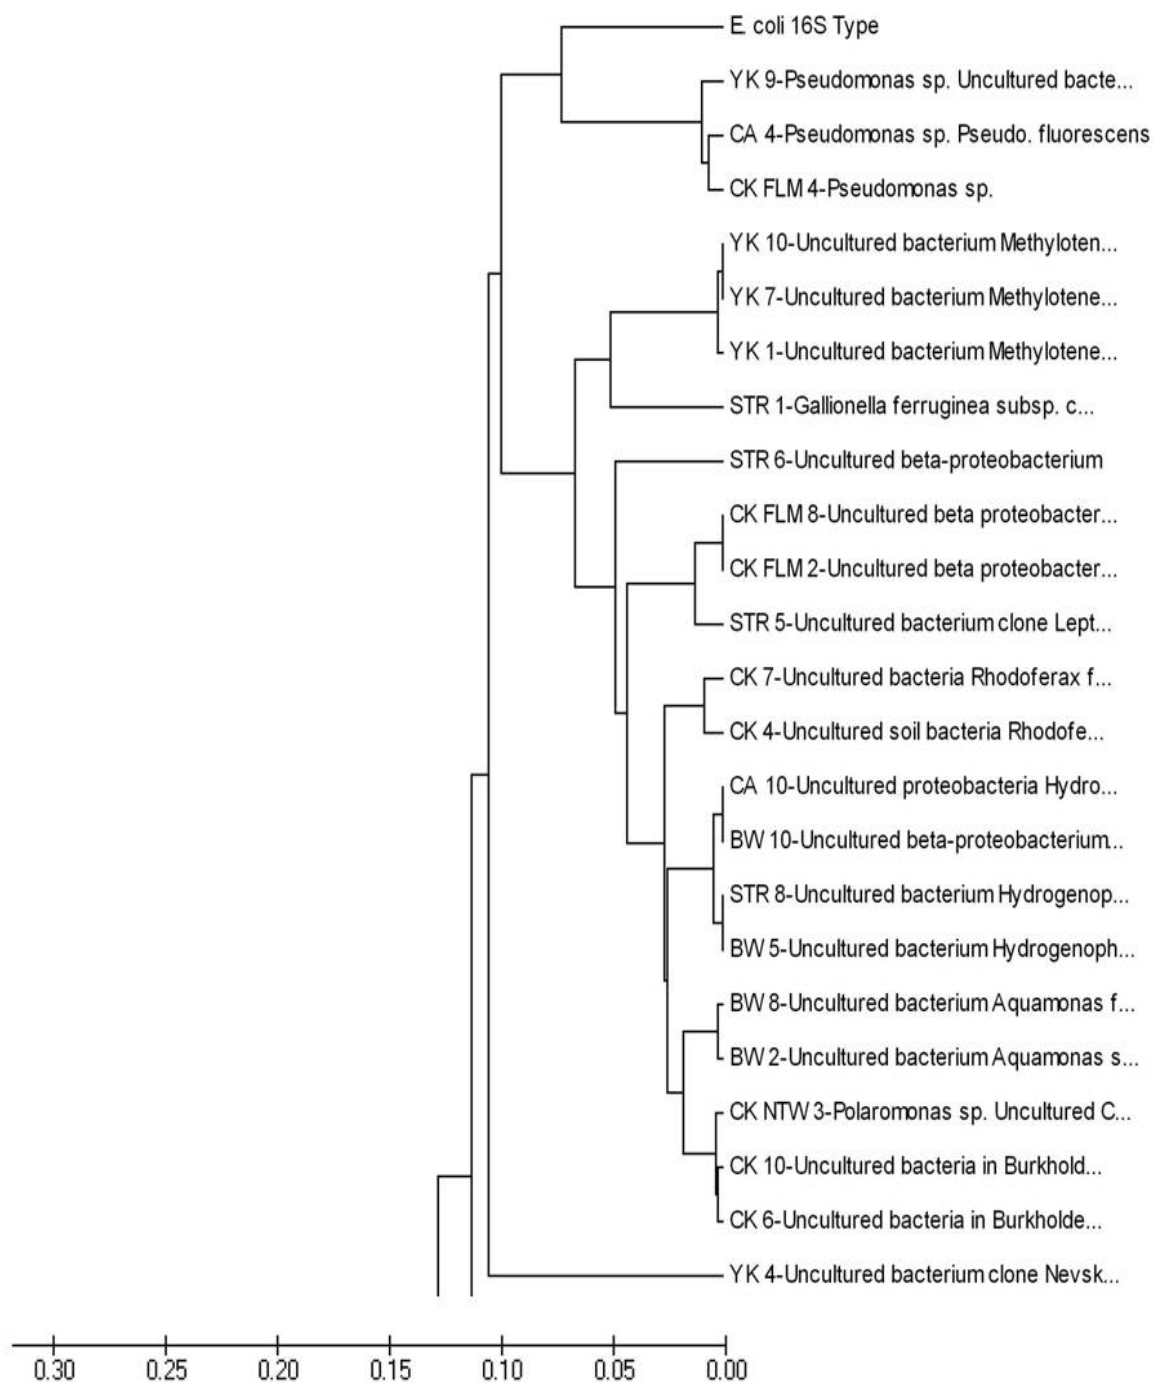 E. coli 16S Type
YK 9-Pseudomonas sp. Uncultured bacte...
CA 4-Pseudomonas sp. Pseudo. fluorescens
CK FLM 4-Pseudomonas sp.
YK 10-Uncultured bacterium Methyloten...
YK 7-Uncultured bacterium Methylotene...
YK 1-Uncultured bacterium Methylotene...
STR 1-Gallionella ferruginea subsp. c...
STR 6-Uncultured beta-proteobacterium
CK FLM 8-Uncultured beta proteobacter...
CK FLM 2-Uncultured beta proteobacter...
STR 5-Uncultured bacterium clone Lept...
CK 7-Uncultured bacteria Rhodoferax f...
CK 4-Uncultured soil bacteria Rhodofe...
CA 10-Uncultured proteobacteria Hydro...
BW 10-Uncultured beta-proteobacterium...
STR 8-Uncultured bacterium Hydrogenop...
BW 5-Uncultured bacterium Hydrogenoph...
BW 8-Uncultured bacterium Aquamonas f...
BW 2-Uncultured bacterium Aquamonas s...
CK NTW 3-Polaromonas sp. Uncultured C...
CK 10-Uncultured bacteria in Burkhold...
CK 6-Uncultured bacteria in Burkholde...
YK 4-Uncultured bacterium clone Nevsk...
0.30 0.25 0.20 0.15 0.10 0.05 0.00